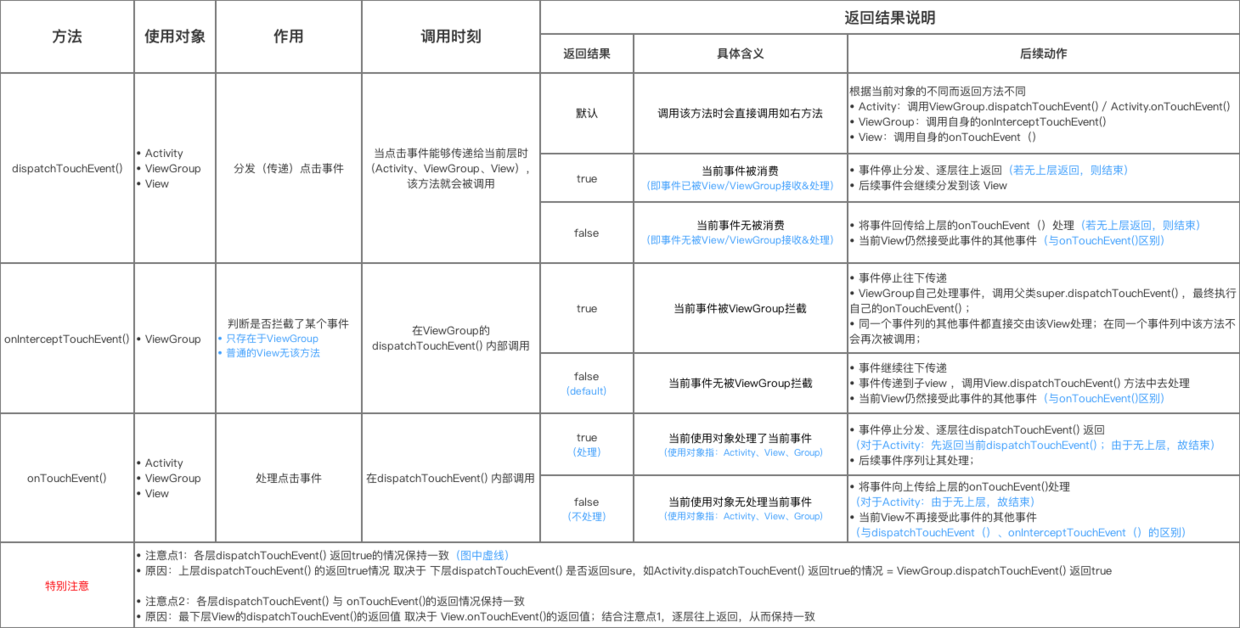 方法
使用对象
作用
调用时刻
返回结果说明
返回结果
具体含义
后续动作
dispatchTouchEvent()
• Activity
• ViewGroup
• View
分发（传递）点击事件
当点击事件能够传递给当前层时
（Activity、ViewGroup、View），
该方法就会被调用
默认
调用该方法时会直接调用如右方法
根据当前对象的不同而返回方法不同
• Activity：调用ViewGroup.dispatchTouchEvent() / Activity.onTouchEvent()
• ViewGroup：调用自身的onInterceptTouchEvent()
• View：调用自身的onTouchEvent（）
true
当前事件被消费
（即事件已被View/ViewGroup接收&处理）
• 事件停止分发、逐层往上返回（若无上层返回，则结束）
• 后续事件会继续分发到该 View
false
当前事件无被消费
（即事件无被View/ViewGroup接收&处理）
• 将事件回传给上层的onTouchEvent（）处理（若无上层返回，则结束）
• 当前View仍然接受此事件的其他事件（与onTouchEvent()区别）
onInterceptTouchEvent()
• ViewGroup
判断是否拦截了某个事件
• 只存在于ViewGroup
• 普通的View无该方法
在ViewGroup的
dispatchTouchEvent() 内部调用
true
当前事件被ViewGroup拦截
• 事件停止往下传递
• ViewGroup自己处理事件，调用父类super.dispatchTouchEvent() ，最终执行
自己的onTouchEvent() ；
• 同一个事件列的其他事件都直接交由该View处理；在同一个事件列中该方法不
会再次被调用；
false
(default)
当前事件无被ViewGroup拦截
• 事件继续往下传递
• 事件传递到子view ，调用View.dispatchTouchEvent() 方法中去处理
• 当前View仍然接受此事件的其他事件（与onTouchEvent()区别）
onTouchEvent()
• Activity
• ViewGroup
• View
处理点击事件
在dispatchTouchEvent() 内部调用
true
（处理）
当前使用对象处理了当前事件
（使用对象指：Activity、View、Group)
• 事件停止分发、逐层往dispatchTouchEvent() 返回
（对于Activity：先返回当前dispatchTouchEvent() ；由于无上层，故结束）
• 后续事件序列让其处理；
false
（不处理）
当前使用对象无处理当前事件
（使用对象指：Activity、View、Group)
• 将事件向上传给上层的onTouchEvent()处理
（对于Activity：由于无上层，故结束）
• 当前View不再接受此事件的其他事件
（与dispatchTouchEvent（）、onInterceptTouchEvent（）的区别）
特别注意
• 注意点1：各层dispatchTouchEvent() 返回true的情况保持一致（图中虚线）
• 原因：上层dispatchTouchEvent() 的返回true情况 取决于 下层dispatchTouchEvent() 是否返回sure，如Activity.dispatchTouchEvent() 返回true的情况 = ViewGroup.dispatchTouchEvent() 返回true
• 注意点2：各层dispatchTouchEvent() 与 onTouchEvent()的返回情况保持一致
• 原因：最下层View的dispatchTouchEvent()的返回值 取决于 View.onTouchEvent()的返回值；结合注意点1，逐层往上返回，从而保持一致